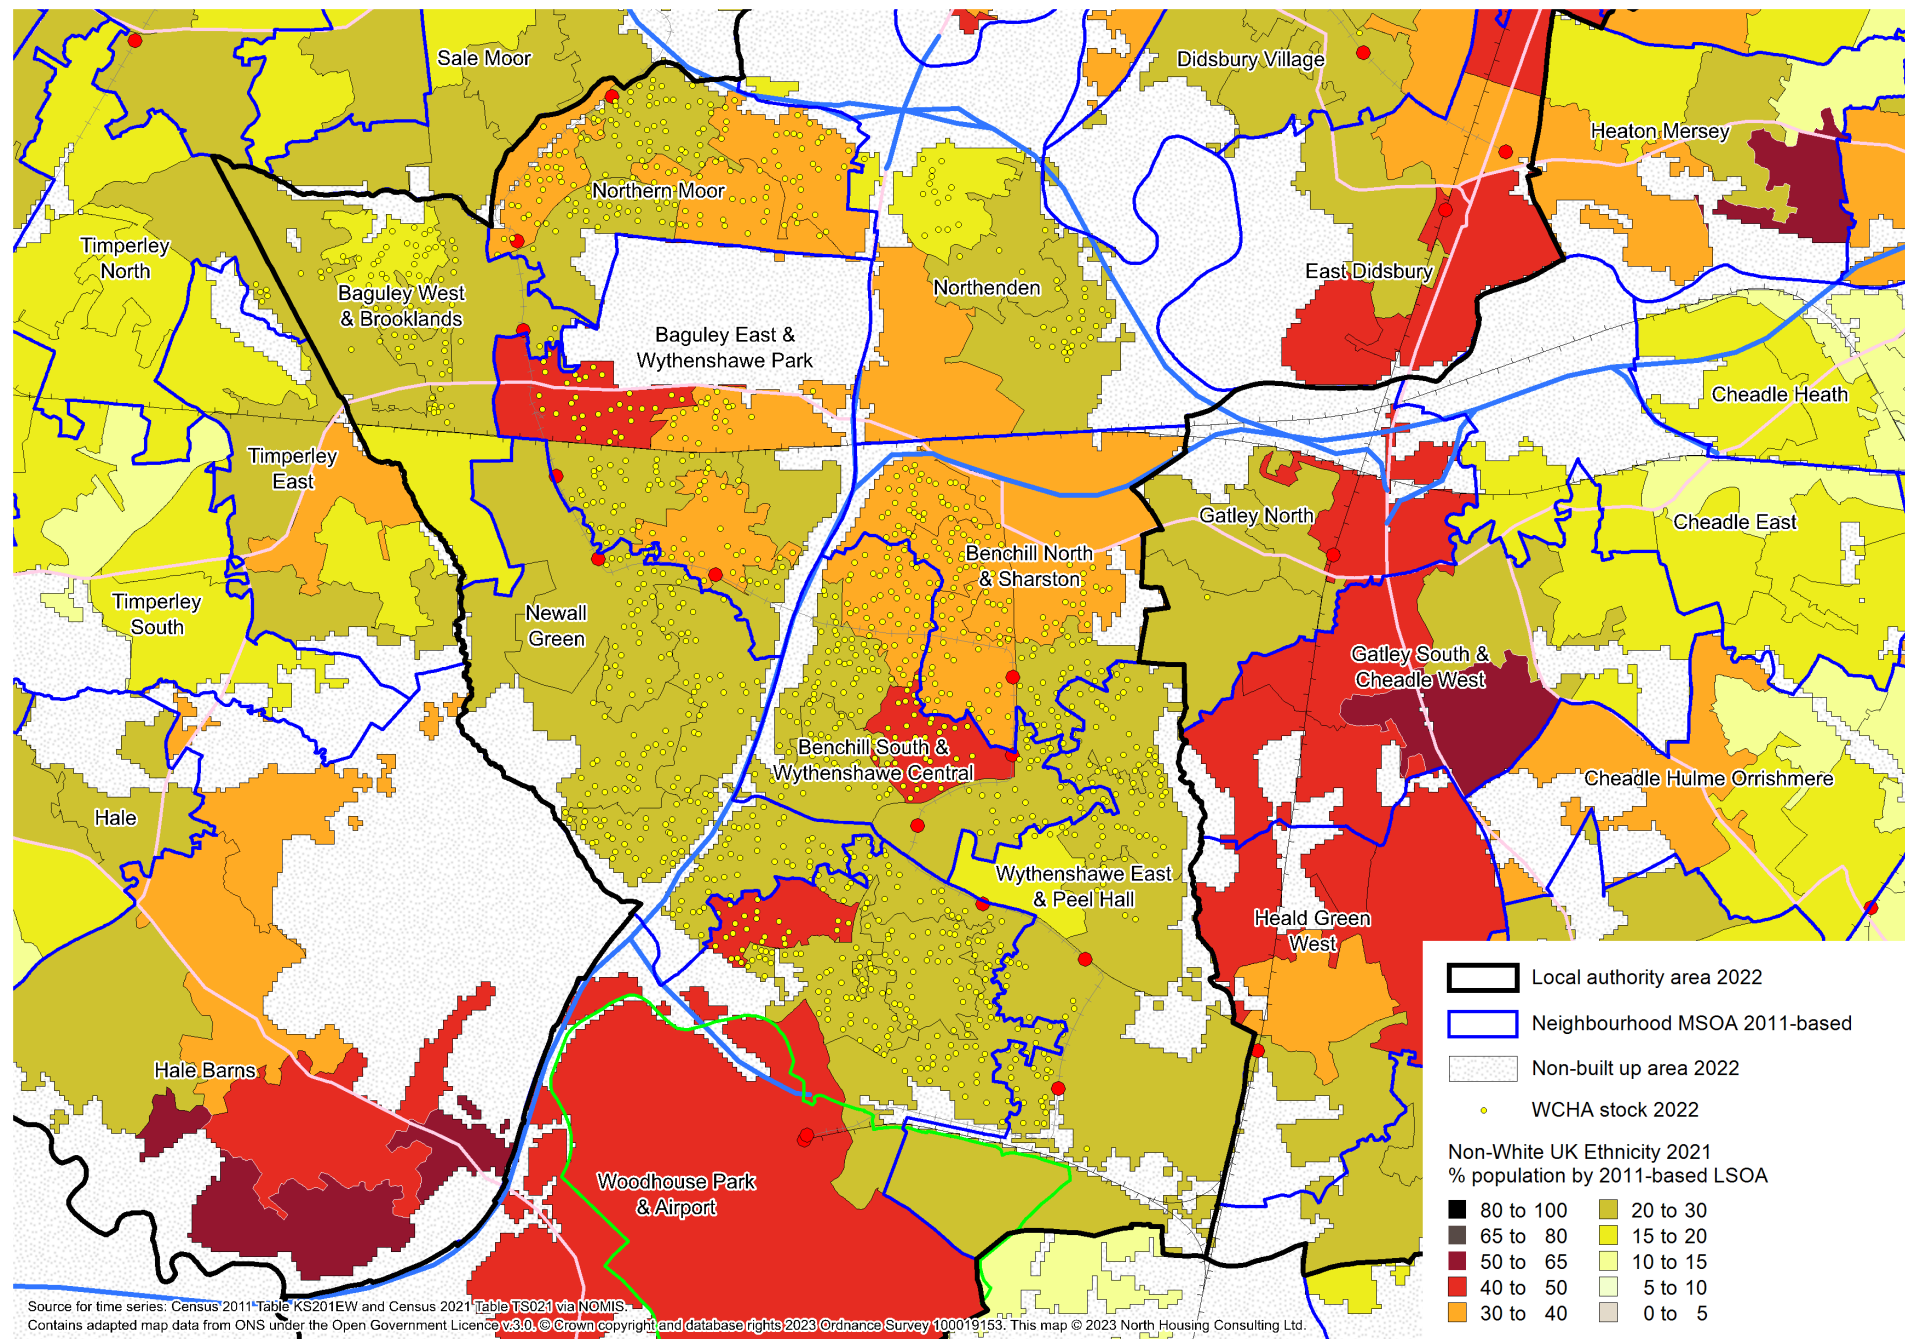 Sale Moor
Didsbury Village
Heaton Mersey
Northern Moor
Timperley
North
Baguley West
& Brooklands
Northenden
East Didsbury
Baguley East &
Wythenshawe Park
Cheadle Heath
Timperley
East
Gatley North
Cheadle East
Benchill North
& Sharston
Timperley
South
Newall
Green
Gatley South &
Cheadle West
Benchill South &
Wythenshawe Central
Cheadle Hulme Orrishmere
Hale
Wythenshawe East
& Peel Hall
Heald Green
West
Hale Barns
Woodhouse Park
& Airport
Local authority area 2022
Neighbourhood MSOA 2011-based
Non-built up area 2022
WCHA stock 2022
Non-White UK Ethnicity 2021
% population by 2011-based LSOA
80 to 100 20 to 30
65 to 80 15 to 20
50 to 65 10 to 15
40 to 50 5 to 10
30 to 40 0 to 5
Source for time series: Census 2011 Table KS201EW and Census 2021 Table TS021 via NOMIS.
Contains adapted map data from ONS under the Open Government Licence v.3.0. © Crown copyright and database rights 2023 Ordnance Survey 100019153. This map © 2023 North Housing Consulting Ltd.